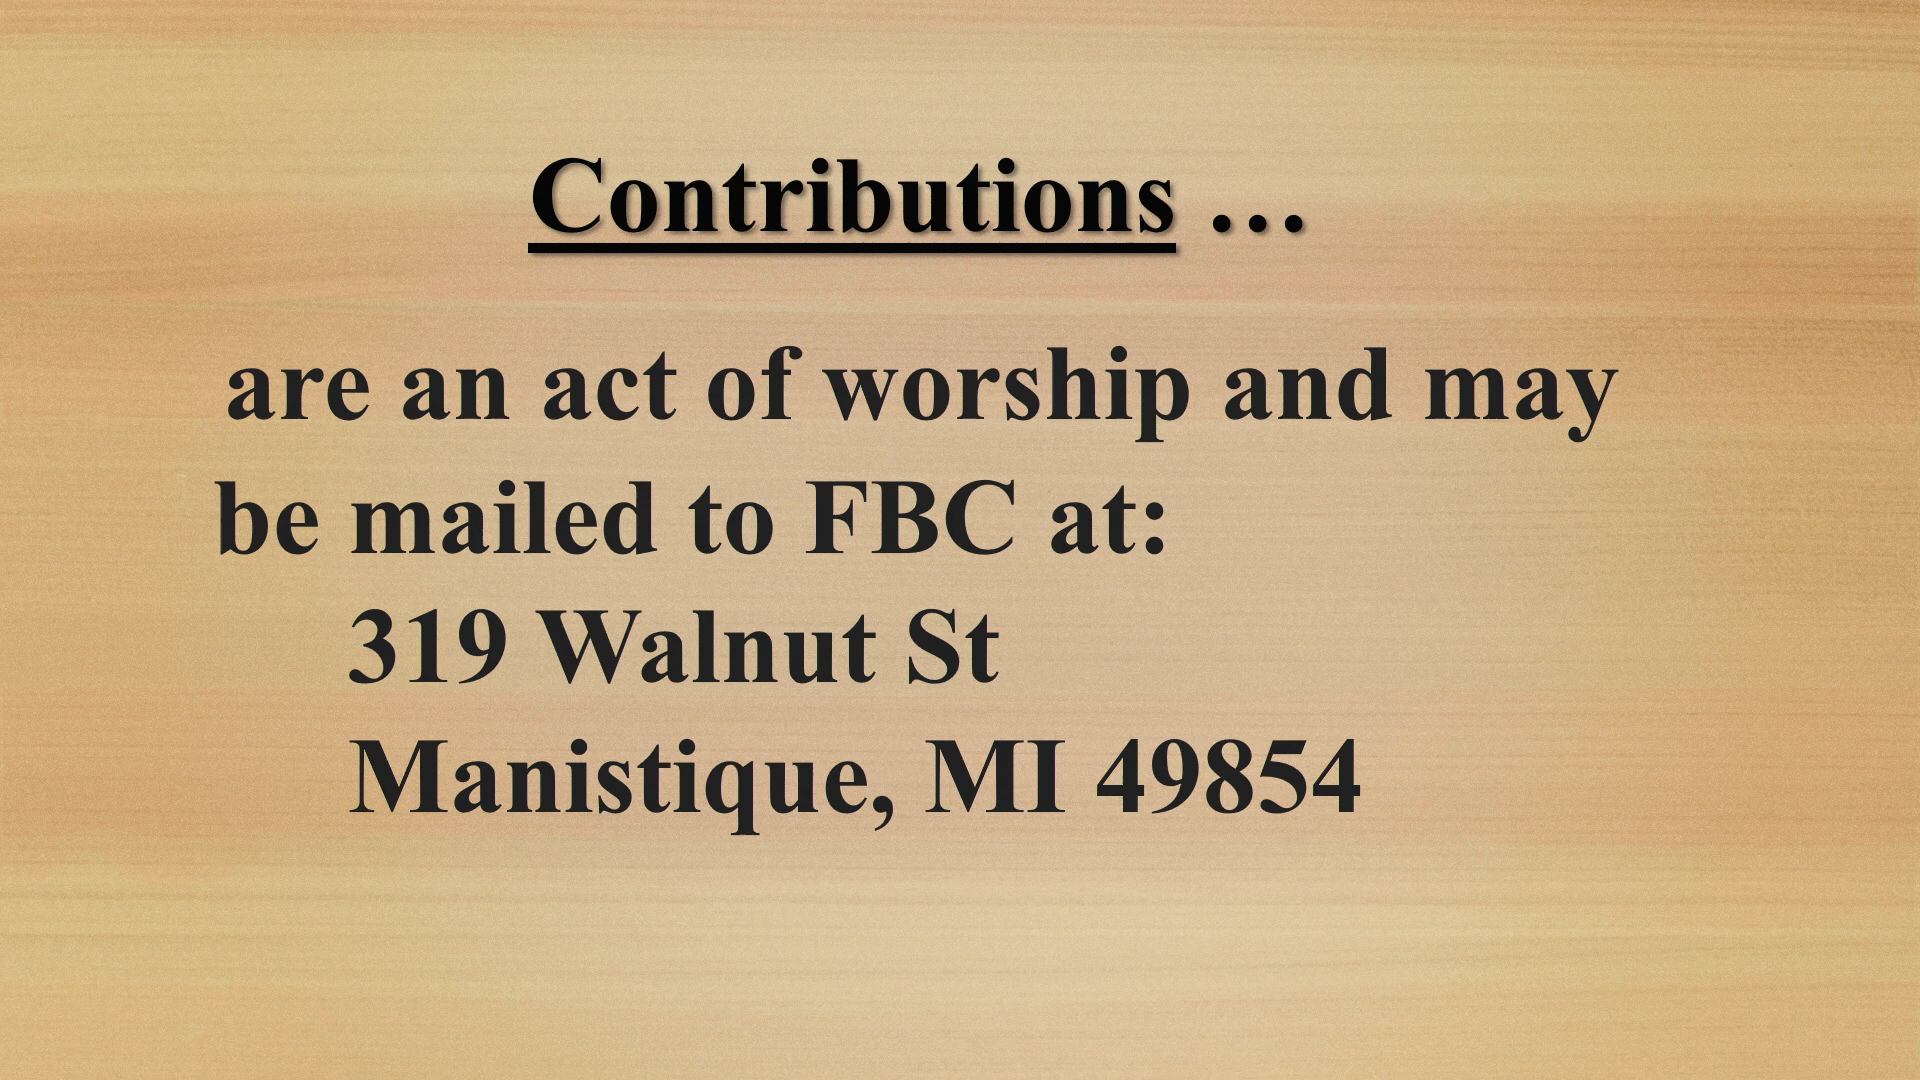 Contributions …
are an act of worship and may
be mailed to FBC at:
319 Walnut St
Manistique, MI 49854